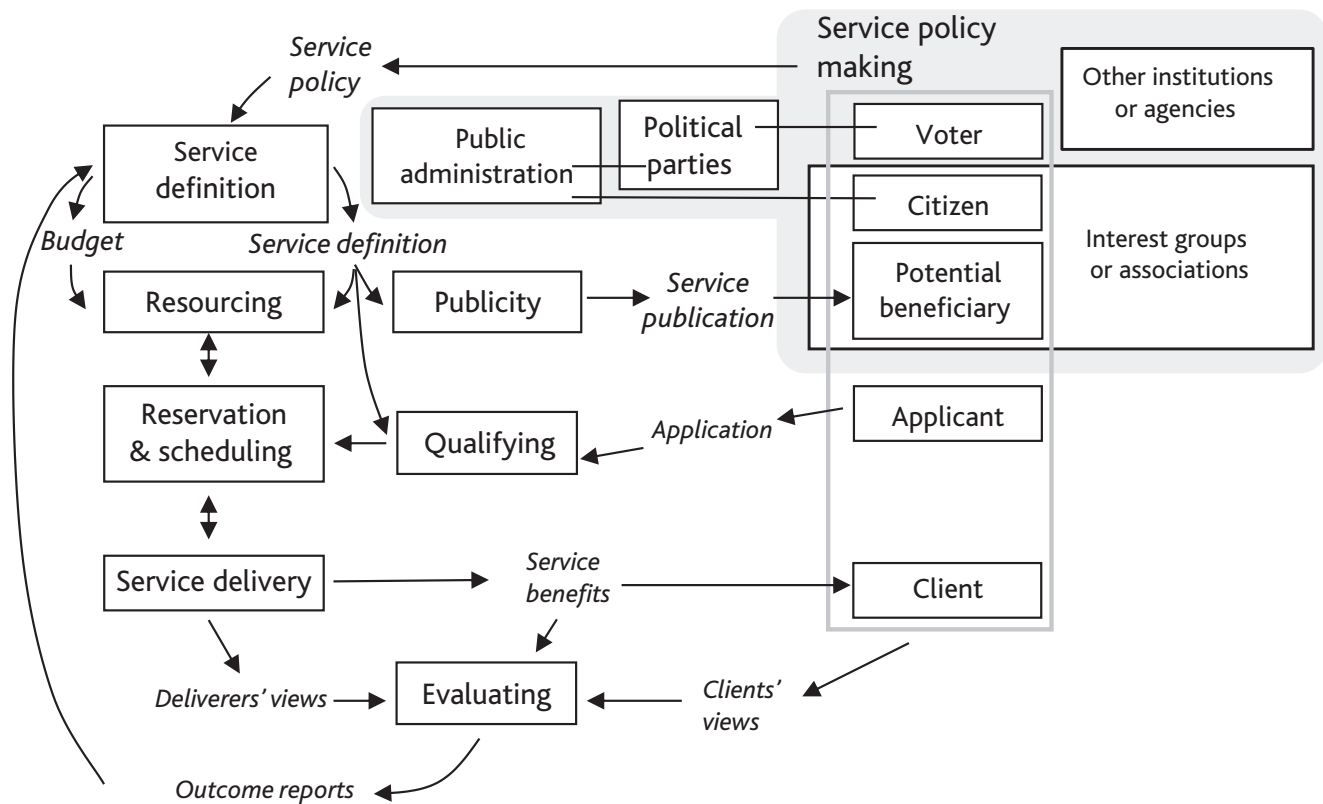 Service policy
making
Service
policy
Other institutions
or agencies
Public
administration
Political
parties
Voter
Service
definition
Citizen
Budget
Service definition
Interest groups
or associations
Potential
beneficiary
Resourcing
Publicity
Service
publication
Reservation
& scheduling
Qualifying
Application
Applicant
Service delivery
Service
benefits
Client
Deliverers’ views
Evaluating
Clients’
views
Outcome reports